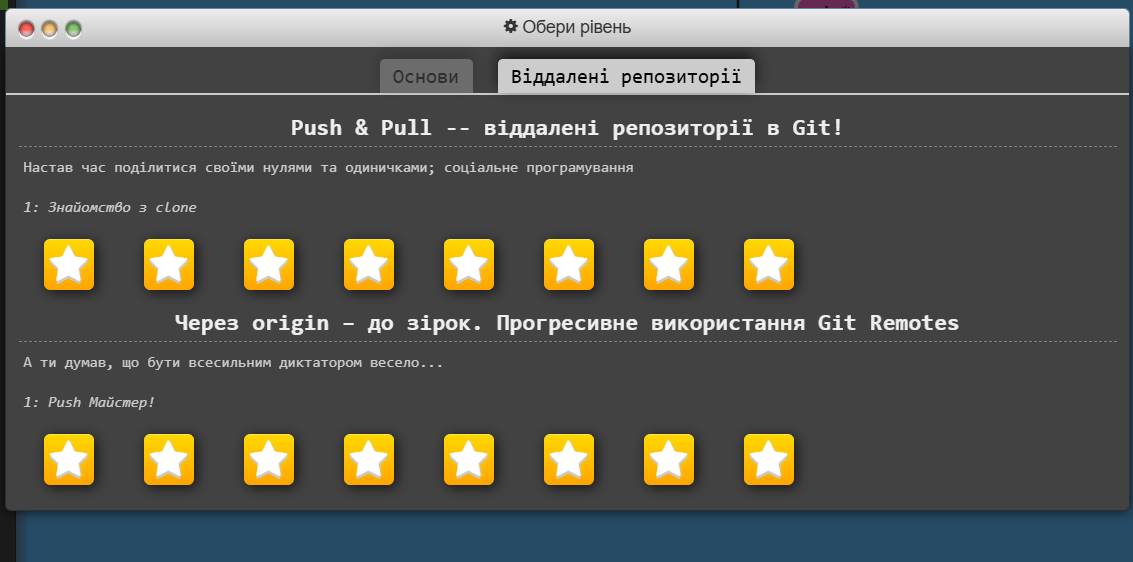 Обери рівень
Основи
Віддалені репозиторії
Push & Pull -- віддалені репозиторії в Git!
Настав час поділитися своїми нулями та одиничками; соціальне програмування
1: Знайомство з clone
Через origin – до зірок. Прогресивне використання Git Remotes
А ти думав, що бути всесильним диктатором весело...
1: Push Майстер!